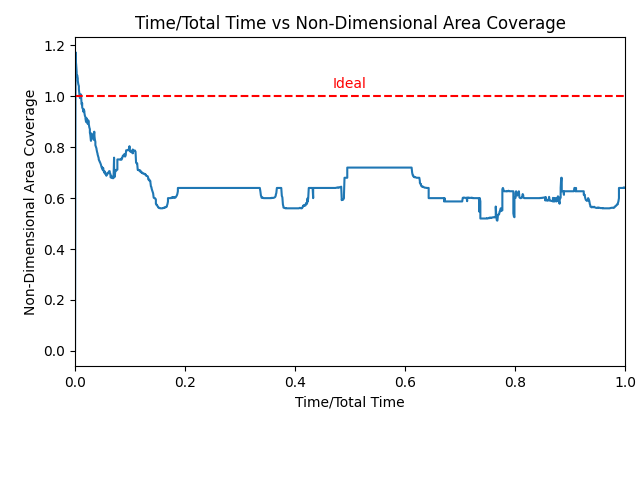 Time/Total Time vs Non-Dimensional Area Coverage
Ideal
Non-Dimensional Area Coverage
1.2
1.0
0.8
0.6
0.4
0.2
0.0
0.0 0.2 0.4 0.6 0.8 1.0
Time/Total Time